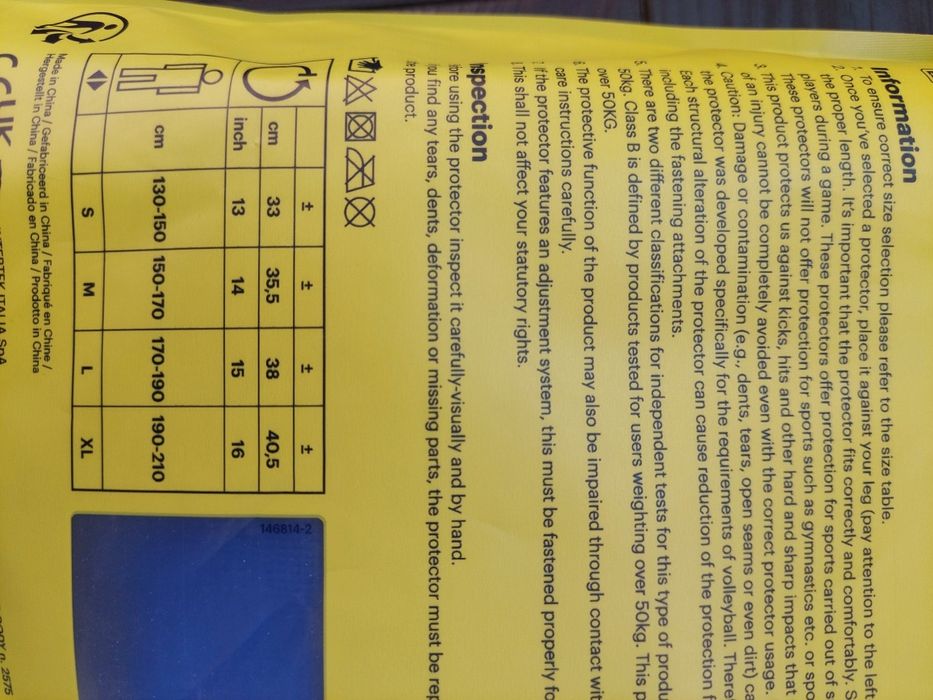 Information
1. To ensure correct size selection please refer to the size table.
2. Once you've selected a protector, place it against your leg (pay attention to the
the proper length. It's important that the protector fits correctly and comfortably.
players during a game. These protectors offer protection for sports carried out
These protectors will not offer protection for sports such as gymnastics etc. or
3. This product protects us against kicks, hits and other hard and sharp impacts that
of an injury cannot be completely avoided even with the correct protector usage.
4. Caution: Damage or contamination (e.g., dents, tears, open seams or even dirt)
the protector was developed specifically for the requirements of volleyball.
Each structural alteration of the protector can cause reduction of the protection
including the fastening attachments.
5. There are two different classifications for independent tests for this type of
50kg. Class B is defined by products tested for users weighting over 50kg. This
over 50KG.
6. The protective function of the product may also be impaired through contact
care instructions carefully.
If the protector features an adjustment system, this must be fastened properly
This shall not affect your statutory rights.
Inspection
using the protector inspect it carefully-visually and by hand.
find any tears, dents, deformation or missing parts, the protector must be
product.
± ± ± ±
cm 33 35,5 38 40,5
inch 13 14 15 16
cm 130-150 150-170 170-190 190-210
S M L XL
146814-2
Made in China / Gefabriceerd in China / Fabriqué en Chine /
Hergestellt in China / Fabricado en China / Prodotto in China
INTERTEK ITALIA SpA
2575